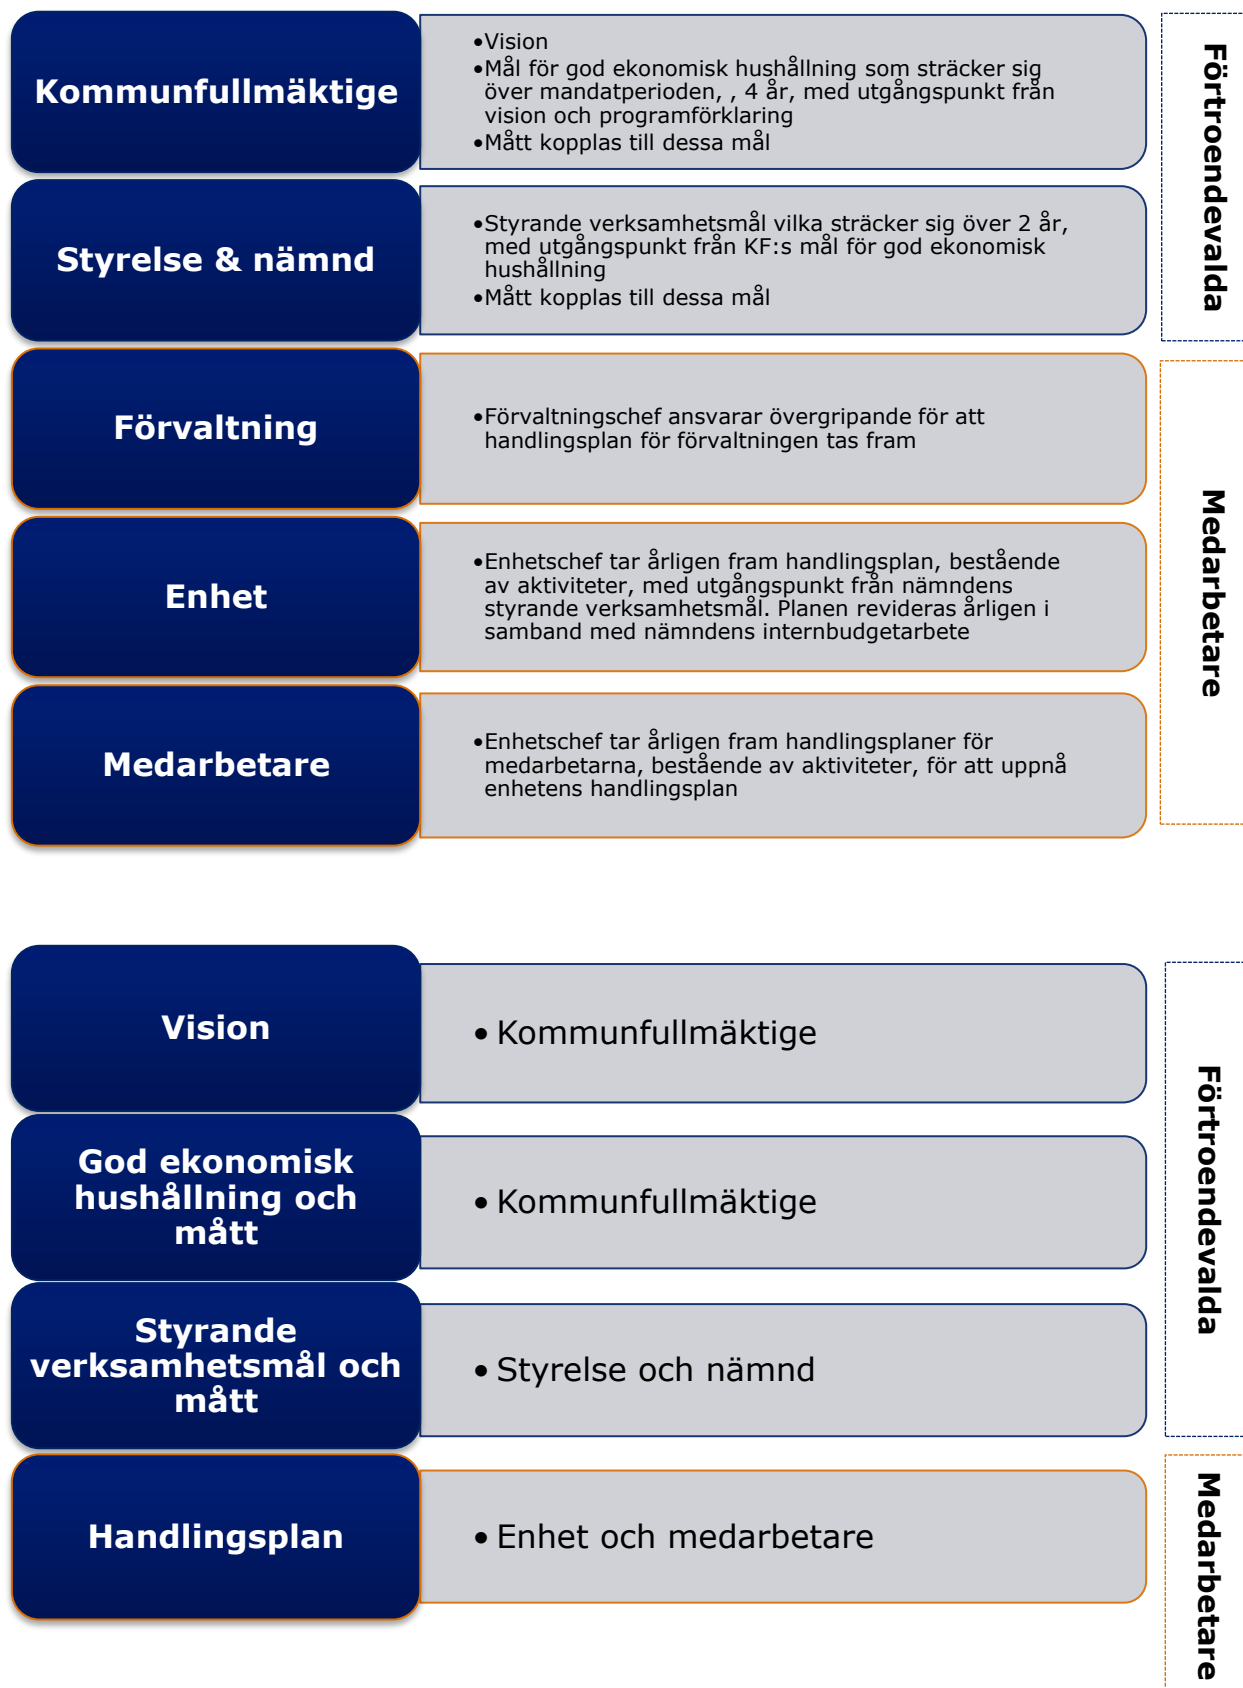 Kommunfullmäktige
•Vision
•Mål för god ekonomisk hushållning som sträcker sig
över mandatperioden, , 4 år, med utgångspunkt från
vision och programförklaring
•Mått kopplas till dessa mål
Styrelse & nämnd
•Styrande verksamhetsmål vilka sträcker sig över 2 år,
med utgångspunkt från KF:s mål för god ekonomisk
hushållning
•Mått kopplas till dessa mål
Förtroendevalda
Förvaltning
•Förvaltningschef ansvarar övergripande för att
handlingsplan för förvaltningen tas fram
Enhet
•Enhetschef tar årligen fram handlingsplan, bestående
av aktiviteter, med utgångspunkt från nämndens
styrande verksamhetsmål. Planen revideras årligen i
samband med nämndens internbudgetarbete
Medarbetare
•Enhetschef tar årligen fram handlingsplaner för
medarbetarna, bestående av aktiviteter, för att uppnå
enhetens handlingsplan
Medarbetare
Vision
• Kommunfullmäktige
God ekonomisk
hushållning och
mått
• Kommunfullmäktige
Styrande
verksamhetsmål och
mått
• Styrelse och nämnd
Förtroendevalda
Handlingsplan
• Enhet och medarbetare
Medarbetare